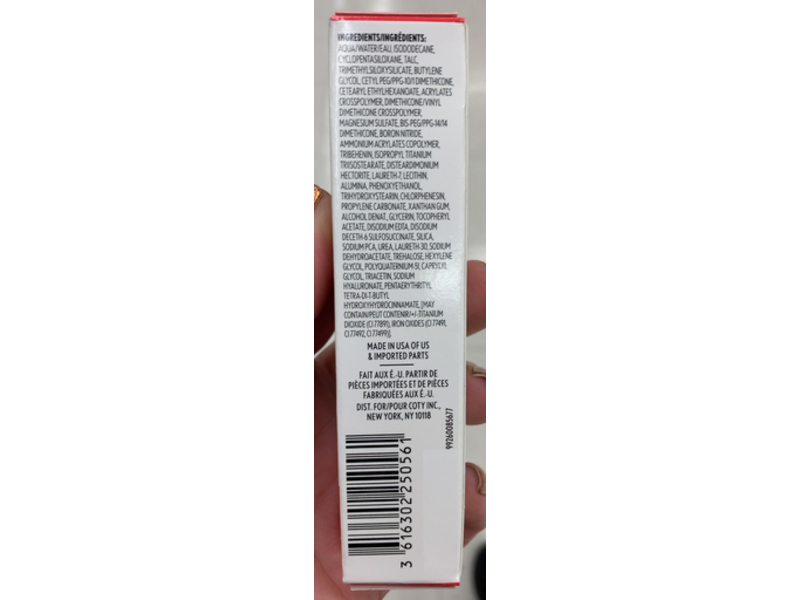 INGREDIENTS/INGRÉDIENTS:
AQUA/WATER/EAU, ISODODECANE,
CYCLOPENTASILOXANE, TALC,
TRIMETHYLSILOXYSILICATE, BUTYLENE
GLYCOL, CETYL PEG/PPG-10/1 DIMETHICONE,
CETEARYL ETHYLHEXANOATE, ACRYLATES
CROSSPOLYMER, DIMETHICONE/VINYL
DIMETHICONE CROSSPOLYMER,
MAGNESIUM SULFATE, BIS-PEG/PPG-14/14
DIMETHICONE, BORON NITRIDE,
AMMONIUM ACRYLATES COPOLYMER,
TRIBEHENIN, ISOPROPYL TITANIUM
TRIISOSTEARATE, DISTEARDIMONIUM
HECTORITE, LAURETH-7, LECITHIN,
ALUMINA, PHENOXYETHANOL,
TRIHYDROXYSTEARIN, CHLORPHENESIN,
PROPYLENE CARBONATE, XANTHAN GUM,
ALCOHOL DENAT., GLYCERIN, TOCOPHERYL
ACETATE, DISODIUM EDTA, DISODIUM
DECETH-6 SULFOSUCCINATE, SILICA,
SODIUM PCA, UREA, LAURETH-30, SODIUM
DEHYDROACETATE, TREHALOSE, HEXYLENE
GLYCOL, POLYQUATERNIUM-51, CAPRYLYL
GLYCOL, TRIACETIN, SODIUM
HYALURONATE, PENTAERYTHRITYL
TETRA-DI-T-BUTYL
HYDROXYHYDROCINNAMATE, [MAY
CONTAIN/PEUT CONTENIR/+/-:TITANIUM
DIOXIDE (CI 77891), IRON OXIDES (CI 77491,
CI 77492, CI 77499)].
MADE IN USA OF US
& IMPORTED PARTS
FAIT AUX É.-U. PARTIR DE
PIÈCES IMPORTÉES ET DE PIÈCES
FABRIQUÉES AUX É.-U.
DIST. FOR/POUR COTY INC.,
NEW YORK, NY 10118
99260085677
3 616302 250561